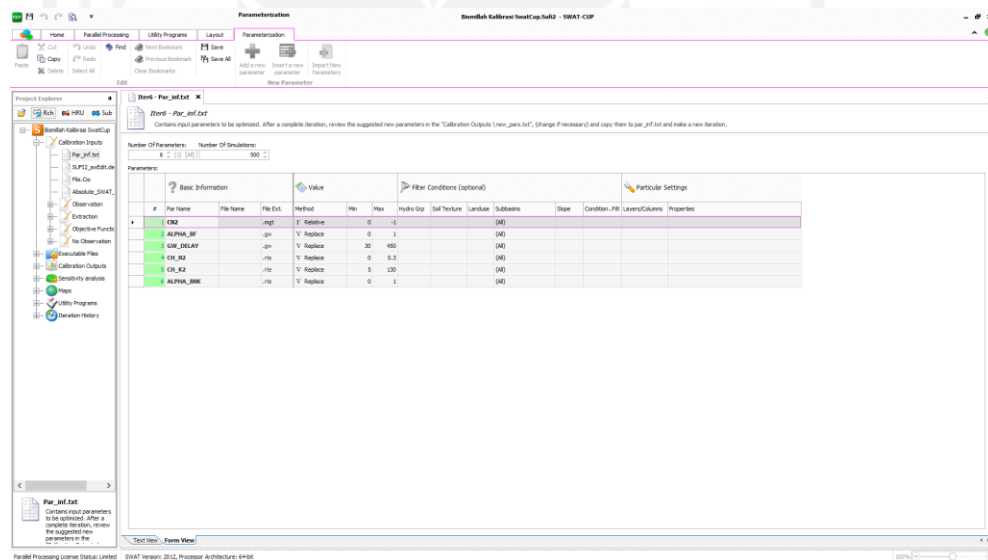 Parameterization
Bismillah Kalibrasi SwatCup.Sufi2 - SWAT-CUP
Home Parallel Processing Utility Programs Layout Parameterization
Paste
Cut Undo Find Next Bookmark Save
Copy Redo Previous Bookmark Save All
Delete Select All Clear Bookmarks
Add a new parameter Insert a new parameter Import New Parameters
Edit New Parameter
Project Explorer
Rch HRU Sub
Bismillah Kalibrasi SwatCup
Calibration Inputs
Par_inf.txt
SUFI2_swEdit.de
File.Cio
Absolute_SWAT_
Observation
Extraction
Objective Functi
No Observation
Executable Files
Calibration Outputs
Sensitivity analysis
Maps
Utility Programs
Iteration History
Iter6 - Par_inf.txt
Iter6 - Par_inf.txt
Contains input parameters to be optimized. After a complete iteration, review the suggested new parameters in the "Calibration Outputs \new_pars.txt", (change if necessary) and copy them to par_inf.txt and make a new iteration.
Number Of Parameters: Number Of Simulations:
6 [1] [All] 500
Parameters:
Basic Information Value Filter Conditions (optional) Particular Settings
# Par Name File Name File Ext. Method Min Max Hydro Grp Soil Texture Landuse Subbasins Slope Condition..Filt Layers/Columns Properties
1 CN2 .mgt r Relative 0 -1 (All)
2 ALPHA_BF .gw V Replace 0 1 (All)
3 GW_DELAY .gw V Replace 30 450 (All)
4 CH_N2 .rte V Replace 0 0.3 (All)
5 CH_K2 .rte V Replace 5 130 (All)
6 ALPHA_BNK .rte V Replace 0 1 (All)
Par_inf.txt
Contains input parameters
to be optimized. After a
complete iteration, review
the suggested new
parameters in the
Text View Form View
Parallel Processing License Status: Limited SWAT Version: 2012, Processor Architecture: 64-bit
100%